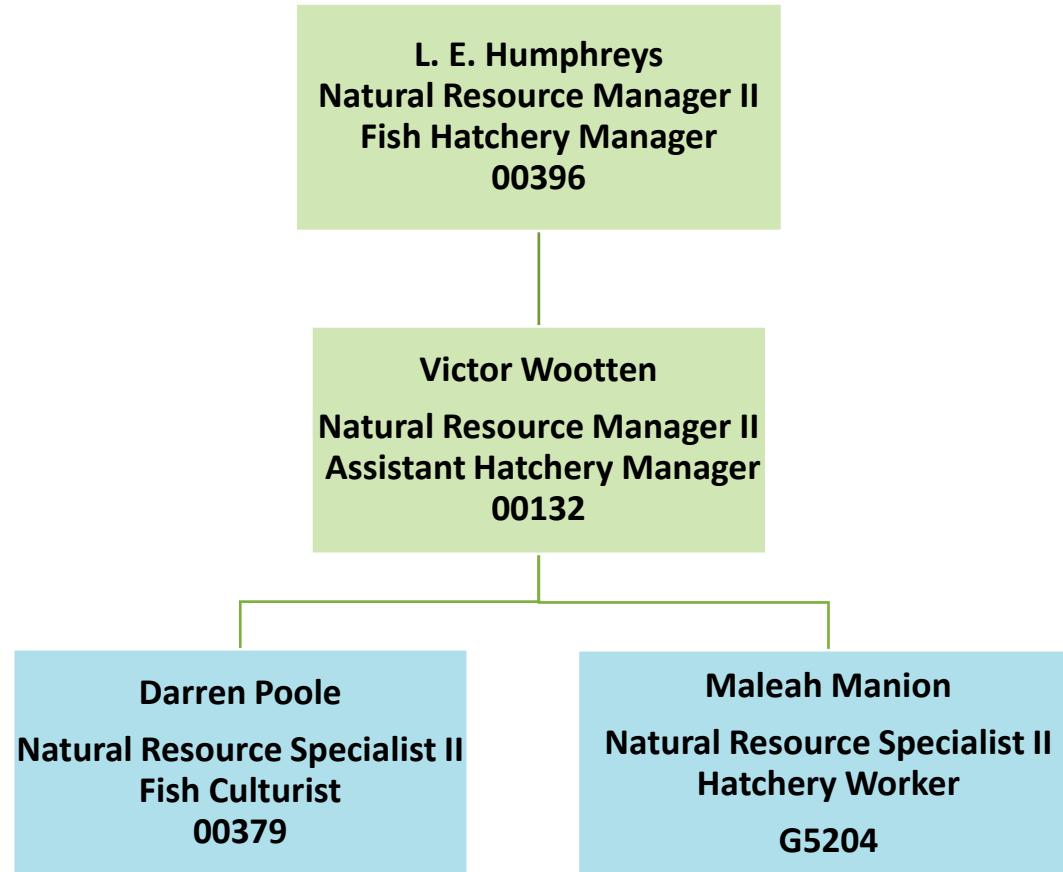 L. E. Humphreys
Natural Resource Manager II
Fish Hatchery Manager
00396
Victor Wootten
Natural Resource Manager II
Assistant Hatchery Manager
00132
Darren Poole
Natural Resource Specialist II
Fish Culturist
00379
Maleah Manion
Natural Resource Specialist II
Hatchery Worker
G5204